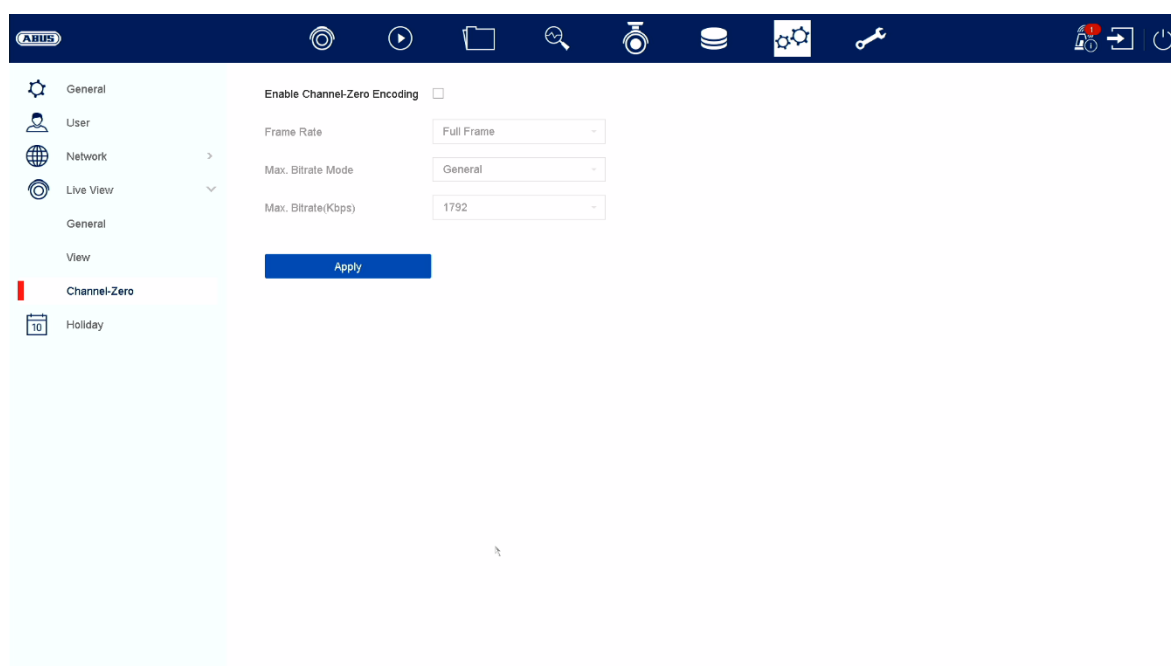 ABUS
1
General
User
Network
Live View
General
View
Channel-Zero
10
Holiday
Enable Channel-Zero Encoding
Frame Rate
Full Frame
Max. Bitrate Mode
General
Max. Bitrate(Kbps)
1792
Apply